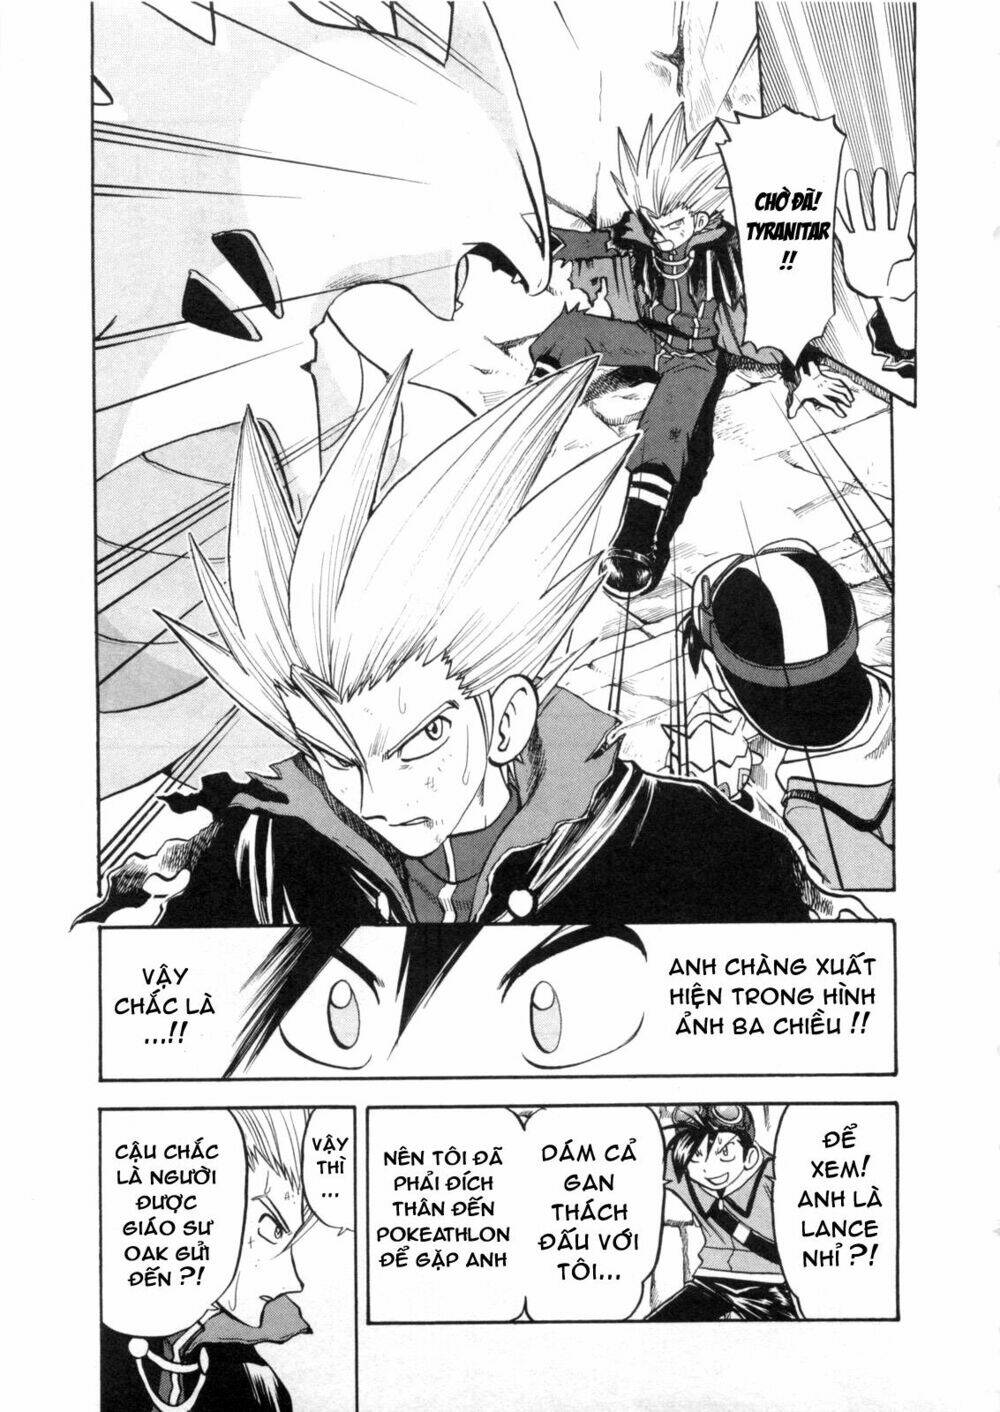 CHỜ ĐÃ!
TYRANITAR
!!
ANH CHÀNG XUẤT
HIỆN TRONG HÌNH
ẢNH BA CHIỀU !!
VẬY
CHẮC LÀ
...!!
ĐỂ
XEM!
ANH LÀ
LANCE
NHỈ ?!
DÁM CẢ
GAN
THÁCH
ĐẤU VỚI
TÔI...
NÊN TÔI ĐÃ
PHẢI ĐÍCH
THÂN ĐẾN
POKEATHLON
ĐỂ GẶP ANH
VẬY
THÌ
...
CẬU CHẮC
LÀ NGƯỜI
ĐƯỢC
GIÁO SƯ
OAK GỬI
ĐẾN ?!